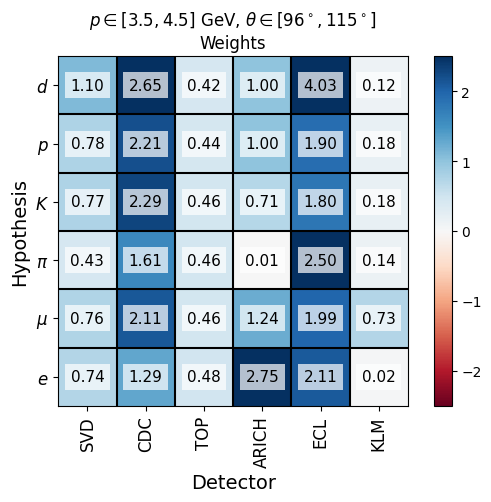 p ∈ [3.5, 4.5] GeV, θ ∈ [96°, 115°]
Weights
d 1.10 2.65 0.42 1.00 4.03 0.12
p 0.78 2.21 0.44 1.00 1.90 0.18
K 0.77 2.29 0.46 0.71 1.80 0.18
π 0.43 1.61 0.46 0.01 2.50 0.14
μ 0.76 2.11 0.46 1.24 1.99 0.73
e 0.74 1.29 0.48 2.75 2.11 0.02
SVD CDC TOP ARICH ECL KLM
Detector
Hypothesis
2
1
0
−1
−2